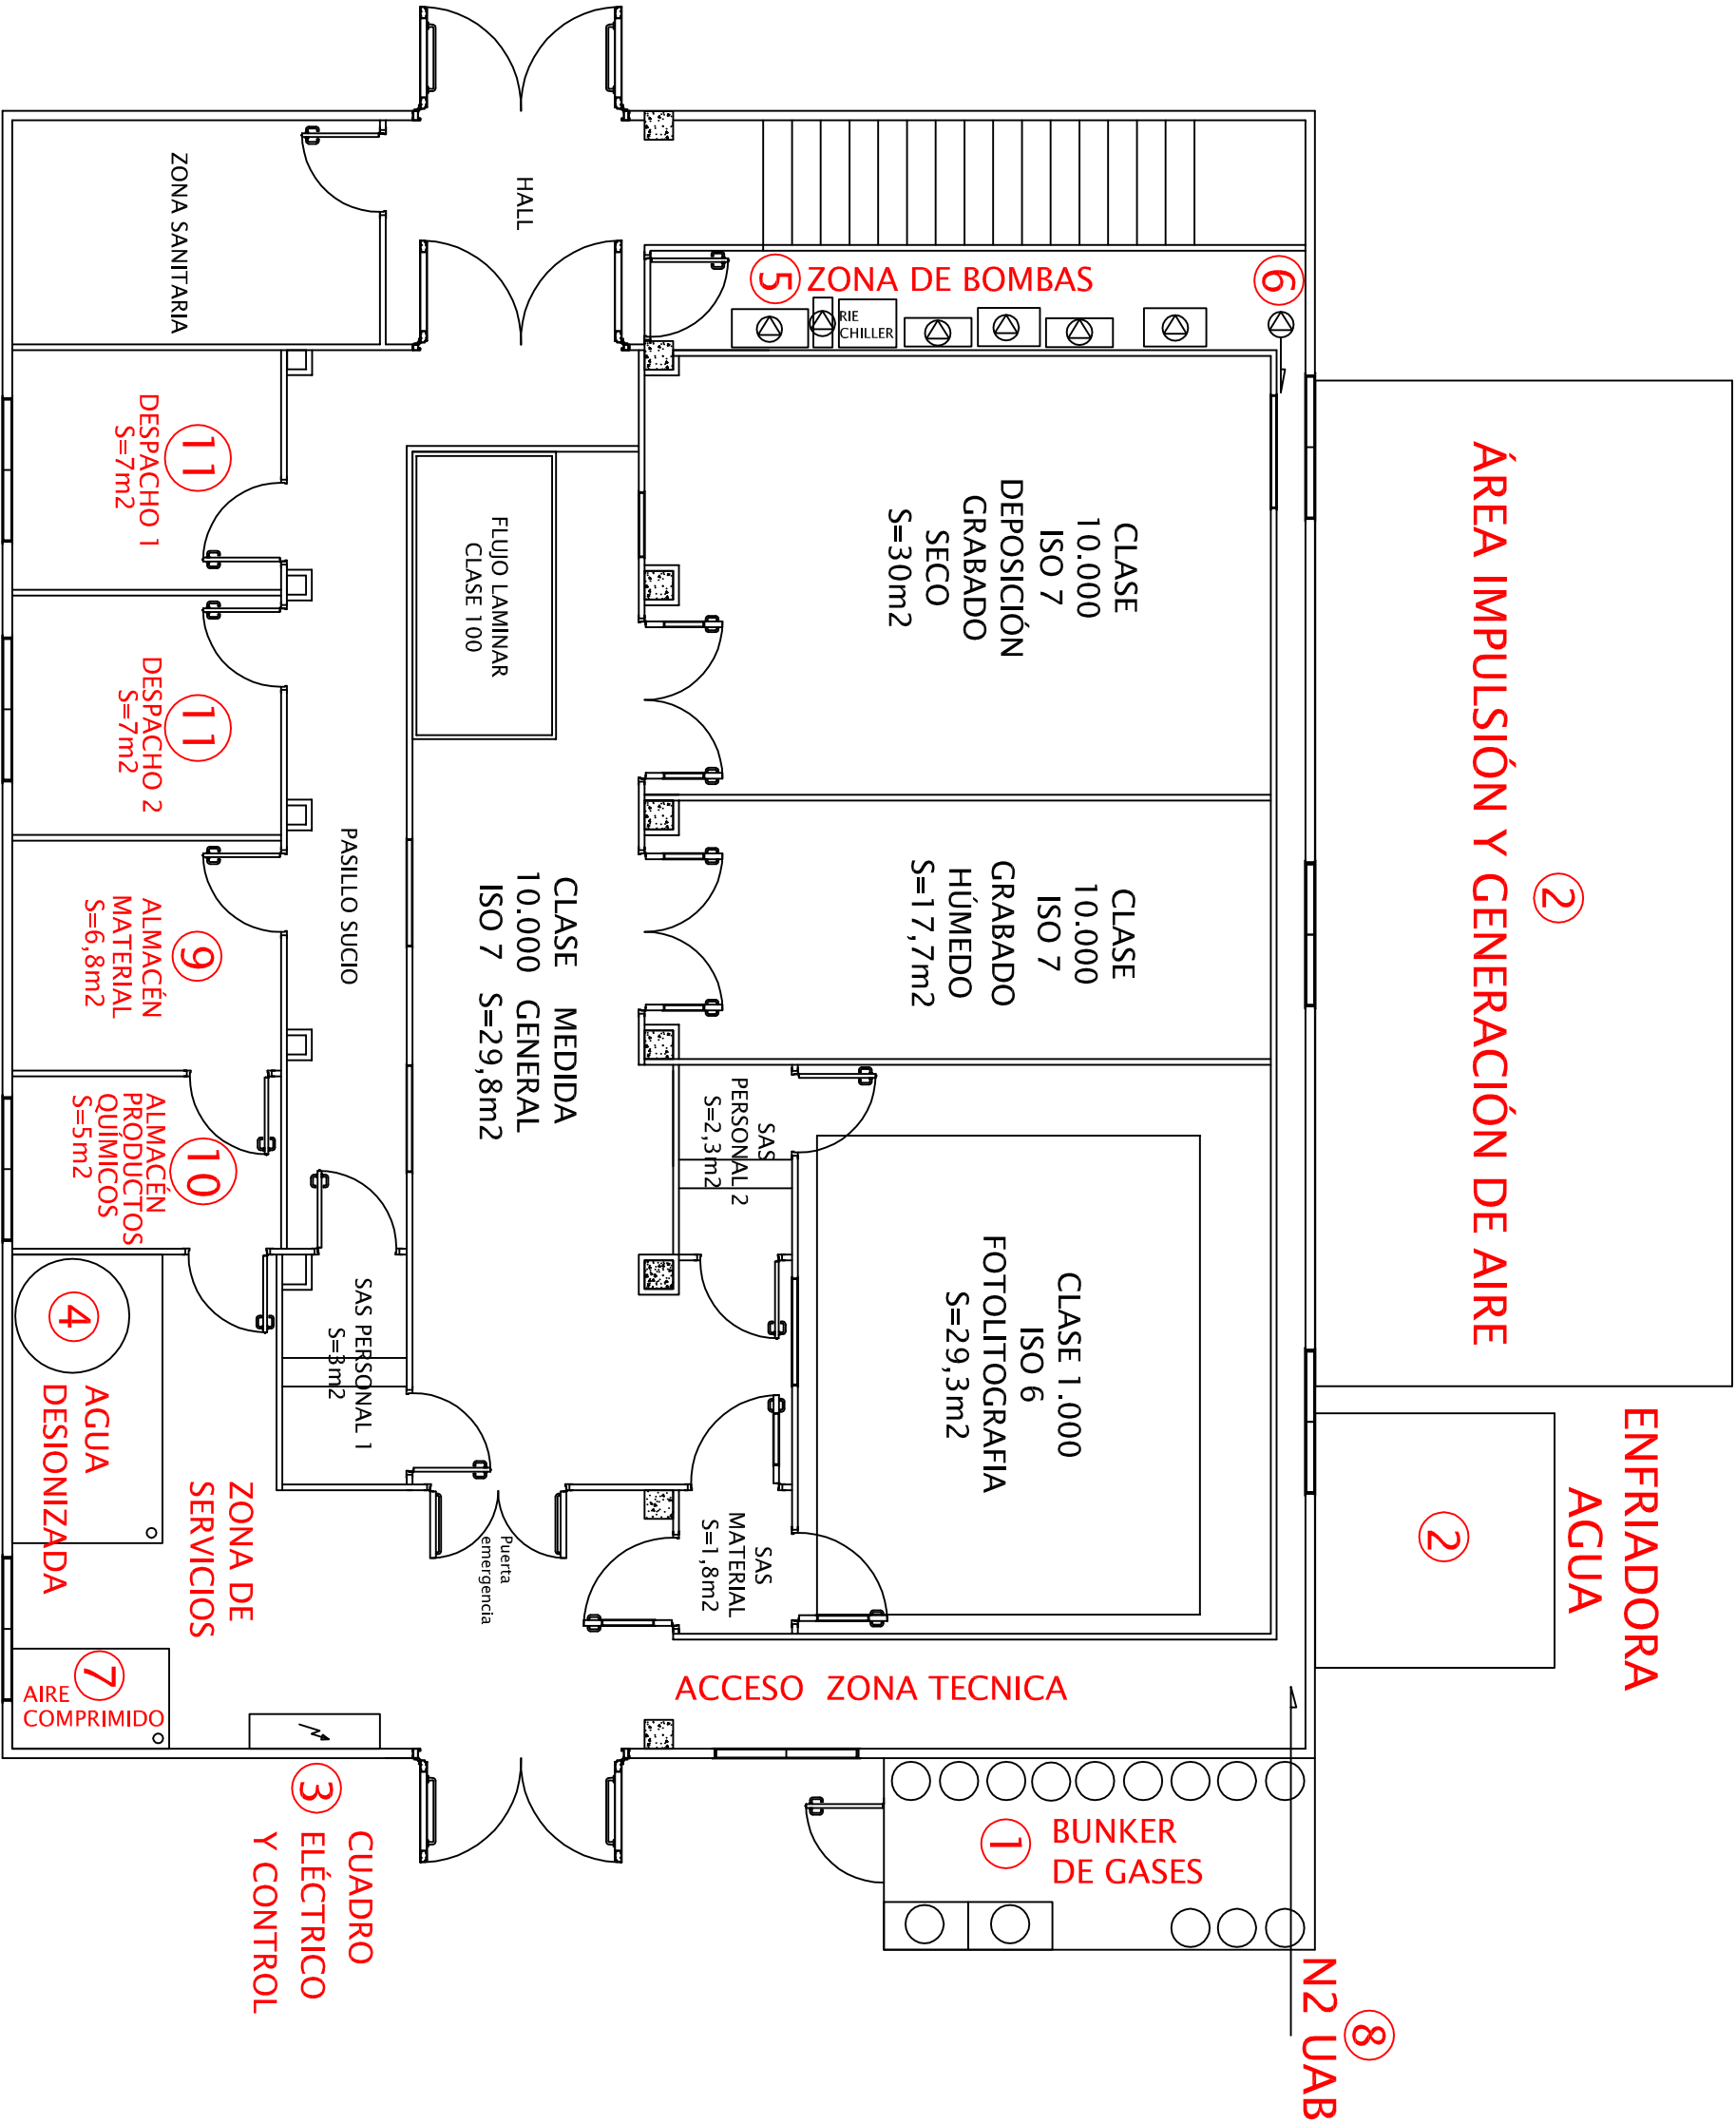 ZONA SANITARIA
HALL
5
ZONA DE BOMBAS
6
RIE
CHILLER
2
ÁREA IMPULSIÓN Y GENERACIÓN DE AIRE
CLASE
10.000
ISO 7
DEPOSICIÓN
GRABADO
SECO
S=30m2
FLUJO LAMINAR
CLASE 100
11
DESPACHO 1
S=7m2
11
DESPACHO 2
S=7m2
PASILLO SUCIO
CLASE
10.000
ISO 7
GRABADO
HÚMEDO
S=17,7m2
CLASE MEDIDA
10.000 GENERAL
ISO 7 S=29,8m2
9
ALMACÉN
MATERIAL
S=6,8m2
10
ALMACÉN
PRODUCTOS
QUÍMICOS
S=5m2
SAS
PERSONAL 2
S=2,3m2
CLASE 1.000
ISO 6
FOTOLITOGRAFIA
S=29,3m2
SAS PERSONAL 1
S=3m2
4
AGUA
DESIONIZADA
ZONA DE
SERVICIOS
Puerta
emergencia
SAS
MATERIAL
S=1,8m2
ENFRIADORA
AGUA
2
7
AIRE
COMPRIMIDO
ACCESO ZONA TECNICA
3
CUADRO
ELÉCTRICO
Y CONTROL
1
BUNKER
DE GASES
8
N2 UAB